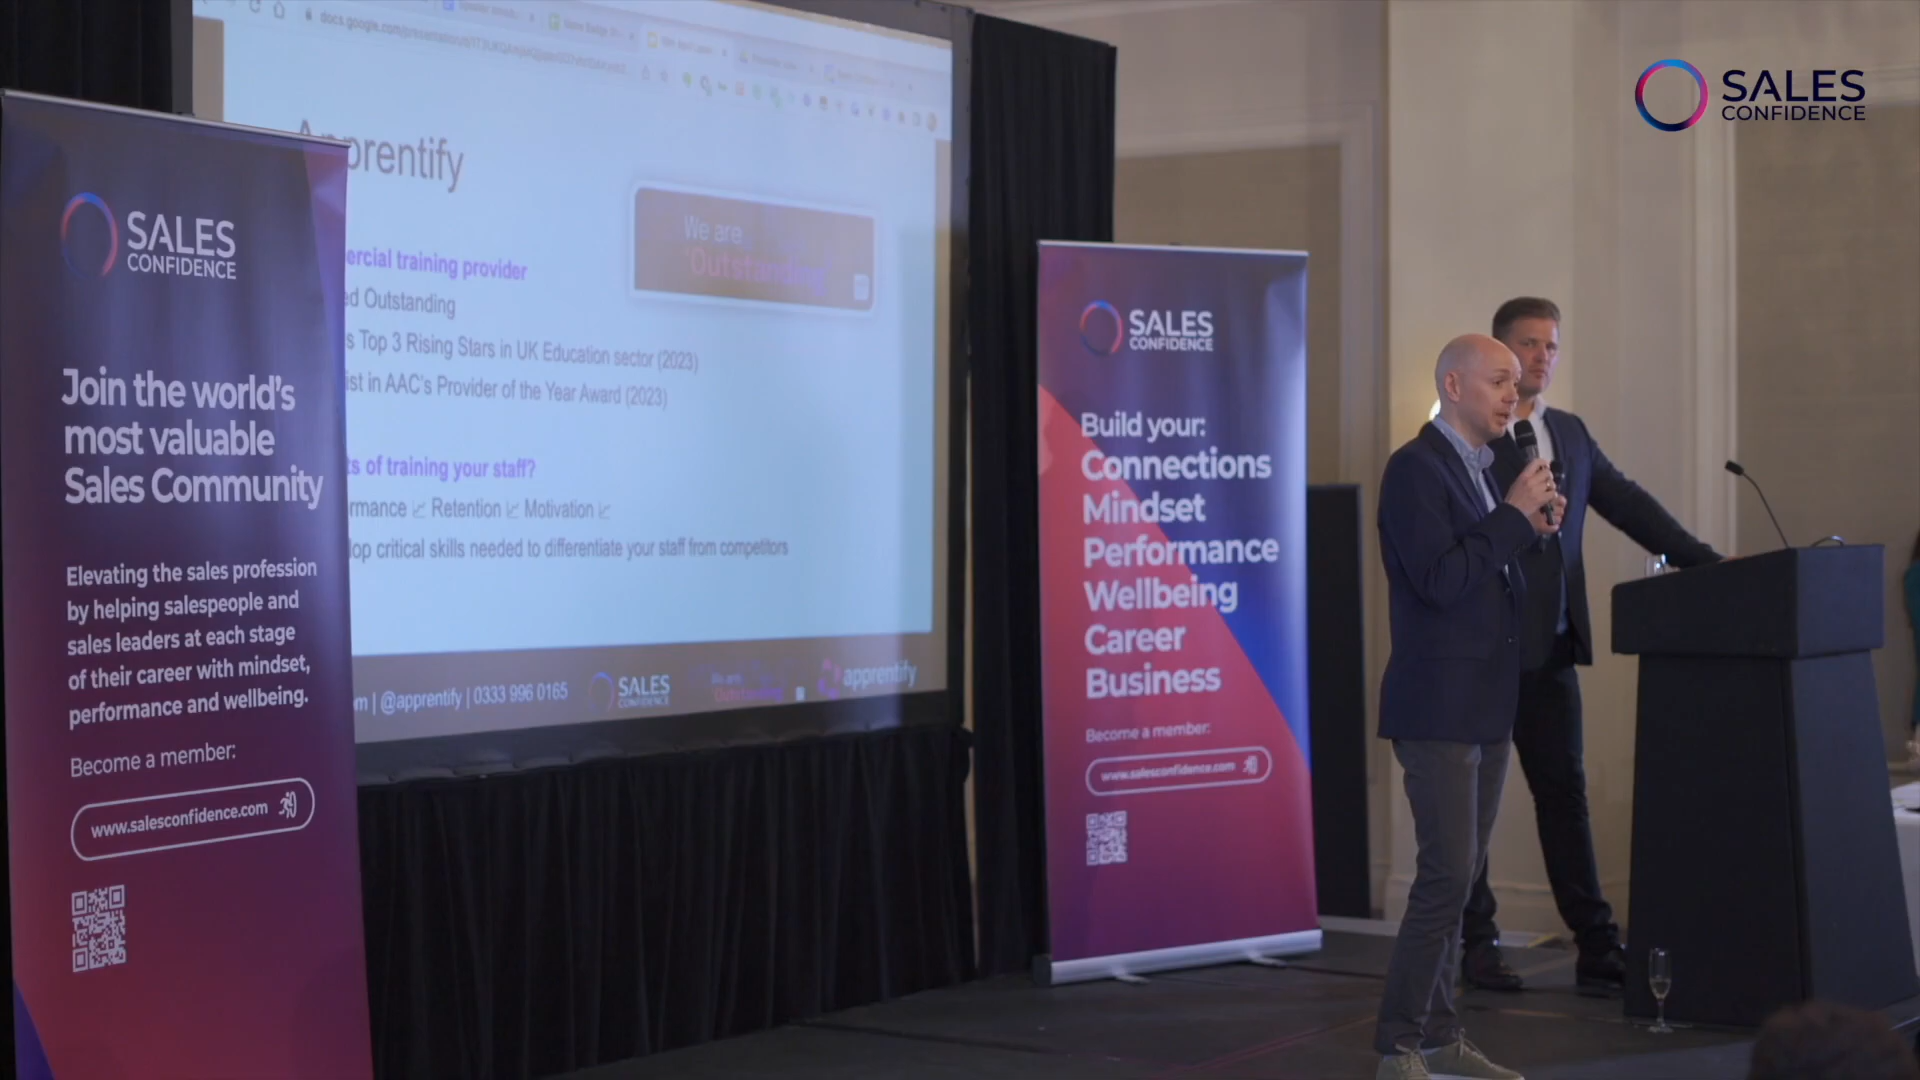 SALES
CONFIDENCE
Join the world's
most valuable
Sales Community
Elevating the sales profession
by helping salespeople and
sales leaders at each stage
of their career with mindset,
performance and wellbeing.
Become a member:
www.salesconfidence.com
Apprentify
We are
'Outstanding'
ercial training provider
ed Outstanding
s Top 3 Rising Stars in UK Education sector (2023)
ist in AAC's Provider of the Year Award (2023)
ts of training your staff?
rmance Retention Motivation
lop critical skills needed to differentiate your staff from competitors
m | @apprentify | 0333 996 0165
SALES
CONFIDENCE
We are
'Outstanding'
apprentify
SALES
CONFIDENCE
Build your:
Connections
Mindset
Performance
Wellbeing
Career
Business
Become a member:
www.salesconfidence.com
SALES
CONFIDENCE